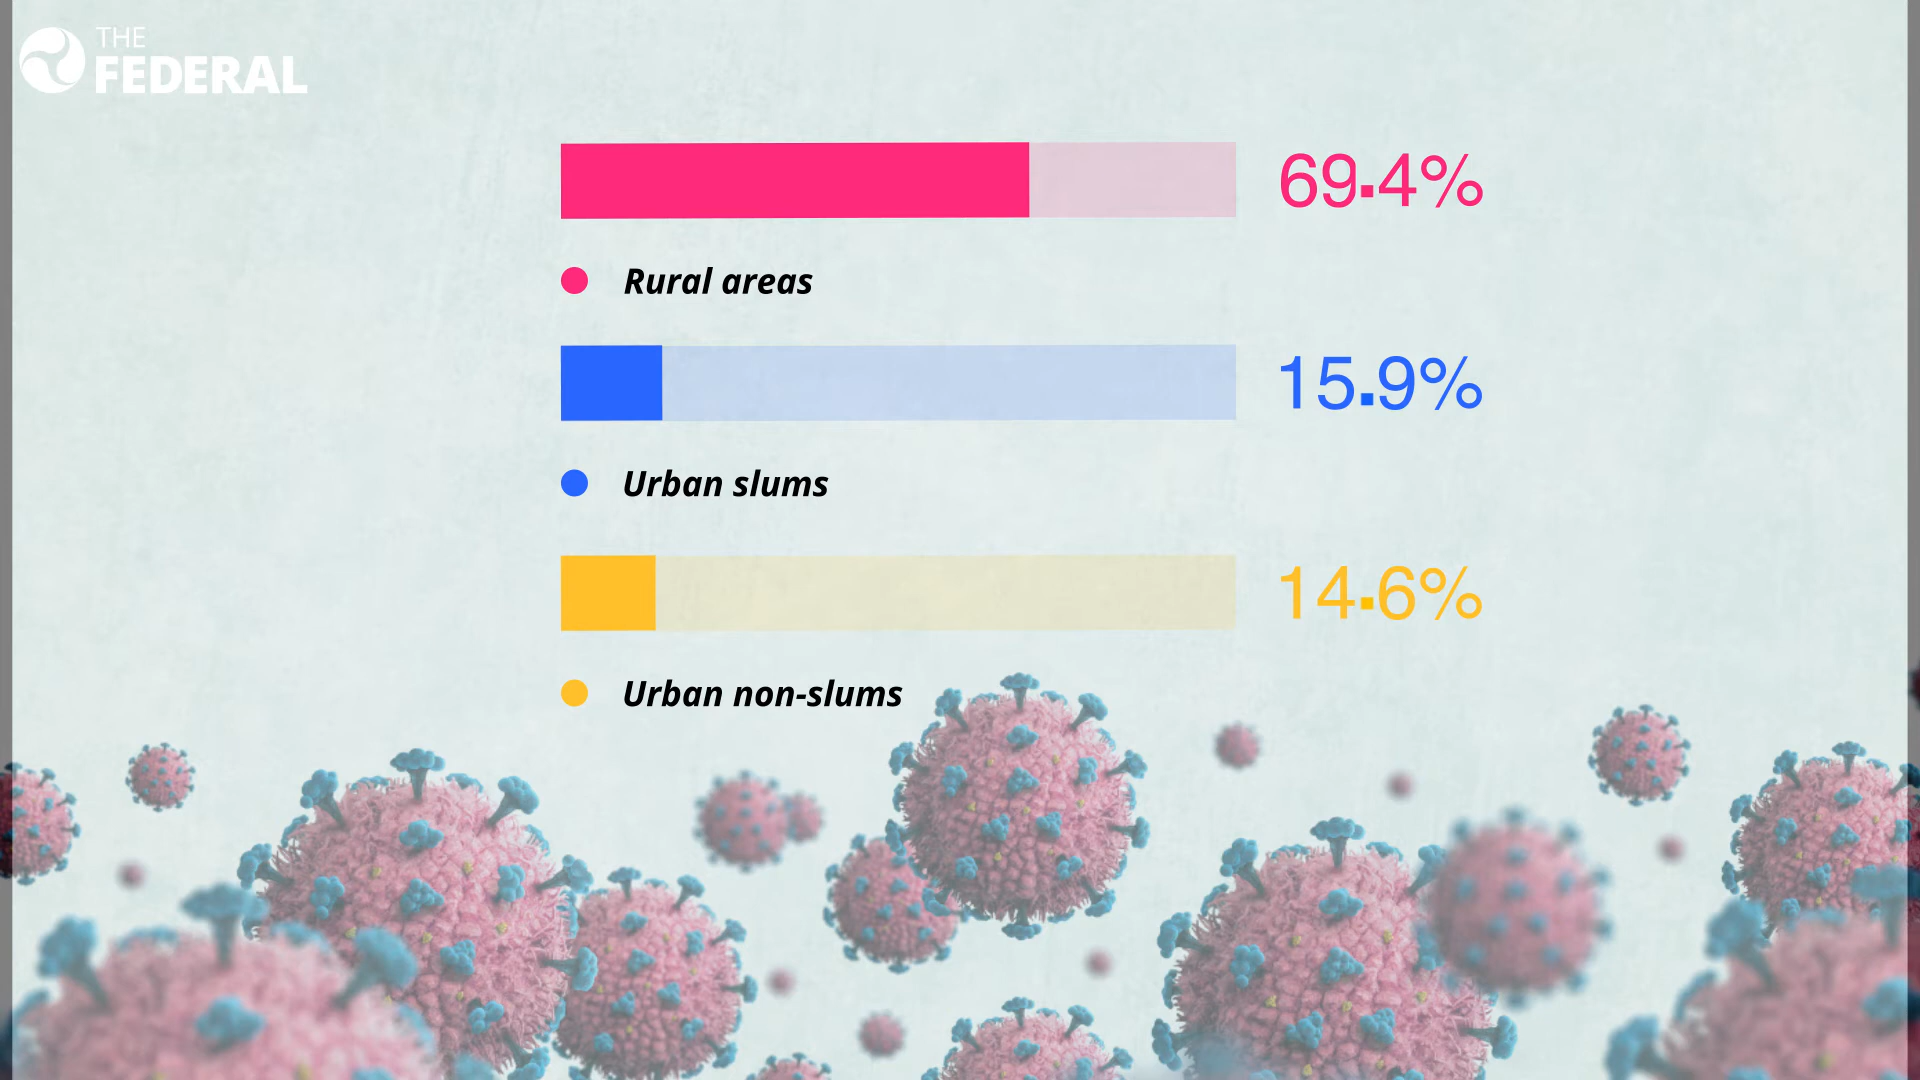 THE
FEDERAL
69.4%
Rural areas
15.9%
Urban slums
14.6%
Urban non-slums